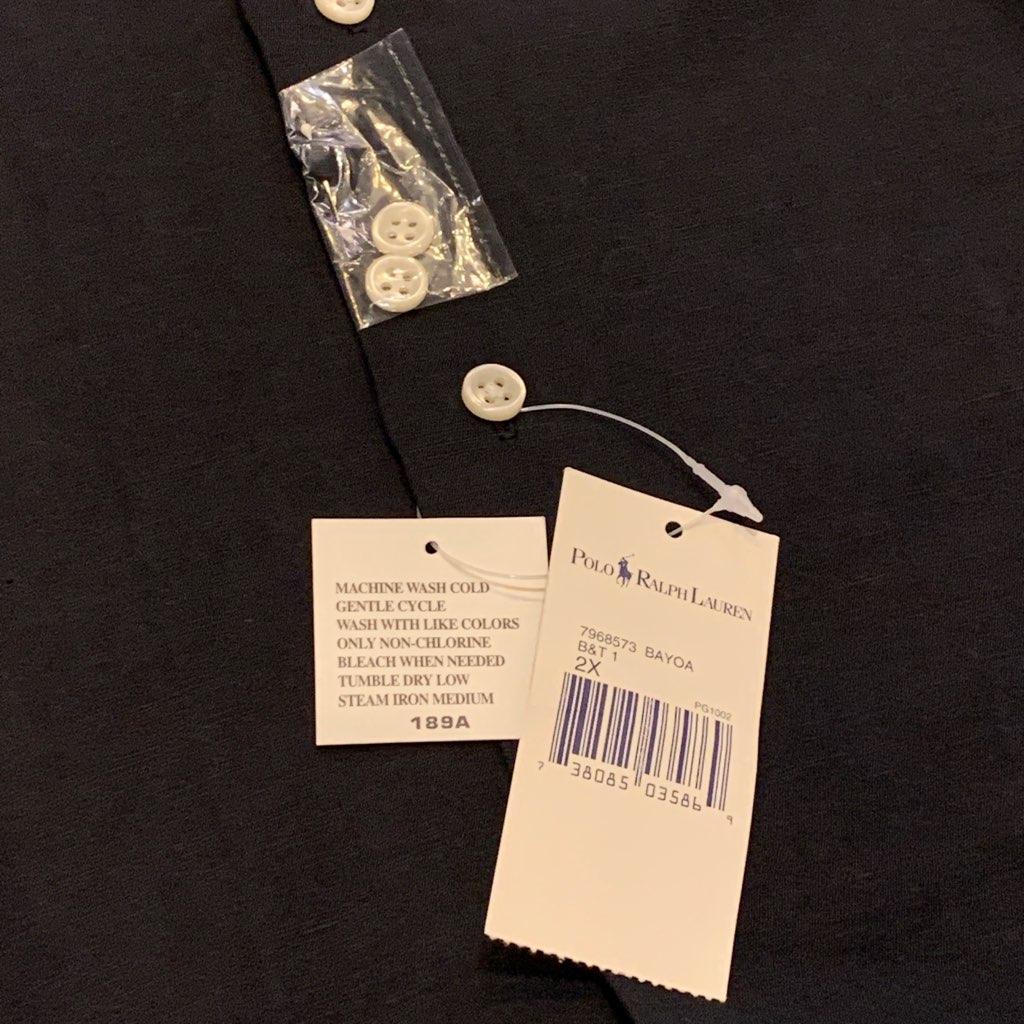 MACHINE WASH COLD
GENTLE CYCLE
WASH WITH LIKE COLORS
ONLY NON-CHLORINE
BLEACH WHEN NEEDED
TUMBLE DRY LOW
STEAM IRON MEDIUM
189A
POLO RALPH LAUREN
7968573 BAYOA
B&T 1
2X
PG1002
7 38085 03586 9